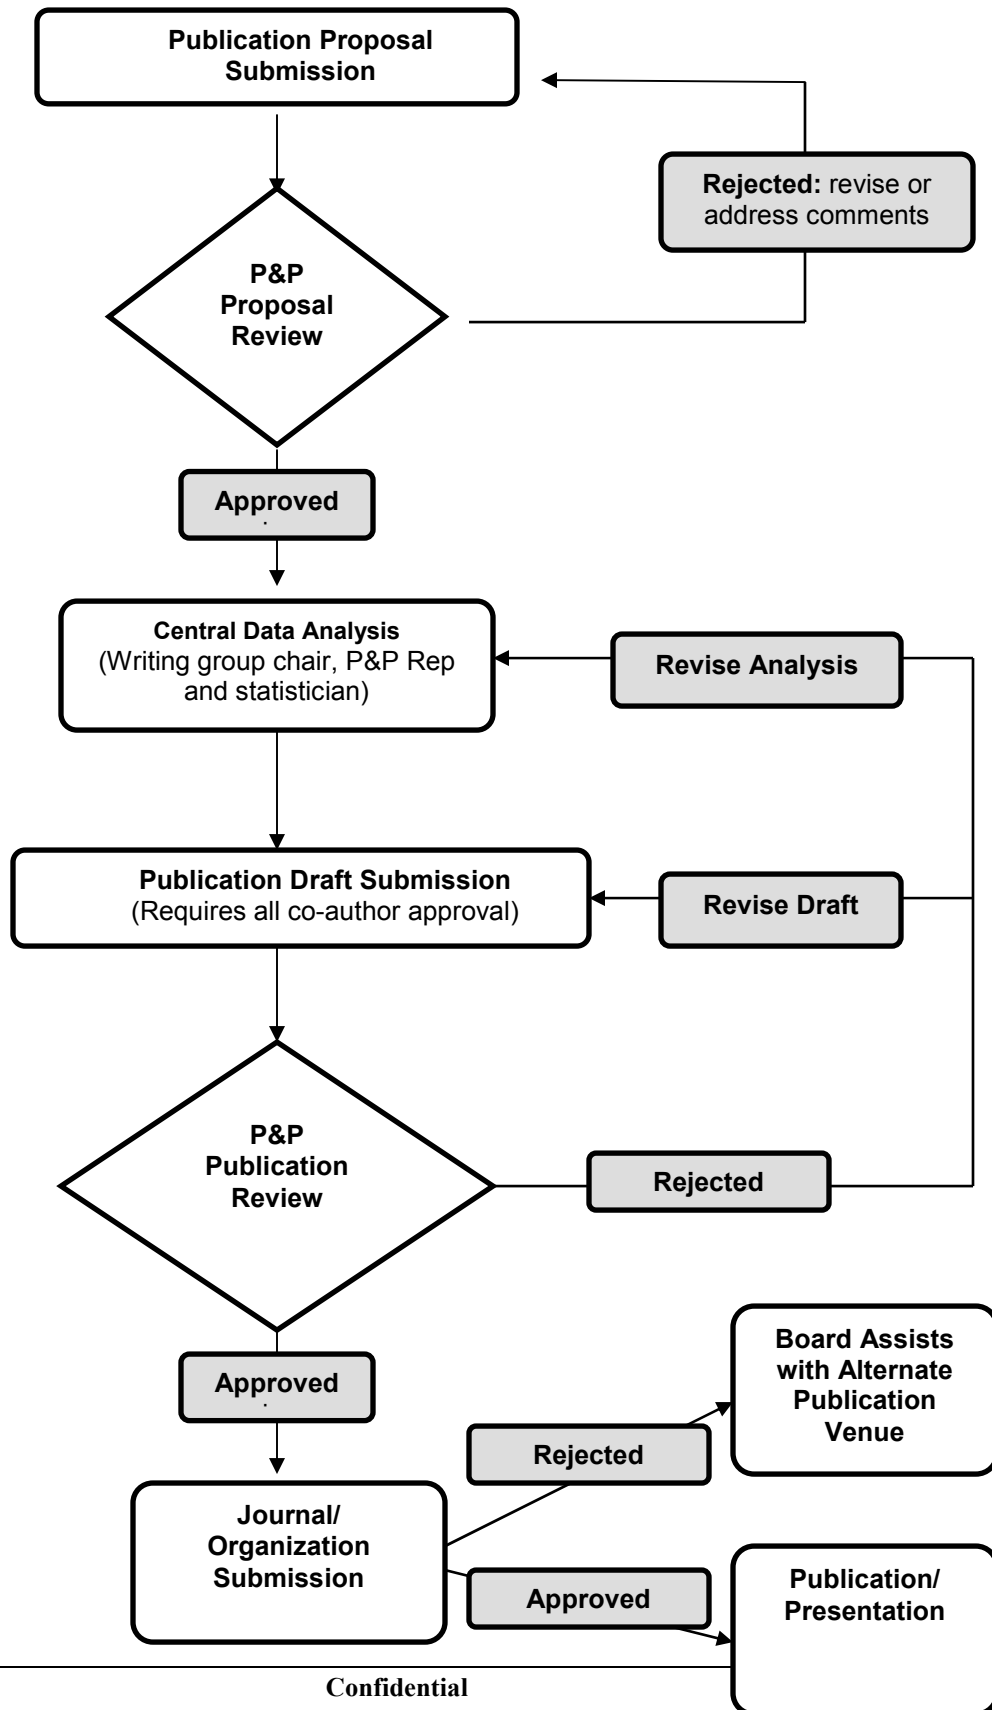 Publication Proposal
Submission
Rejected: revise or
address comments
P&P
Proposal
Review
Approved
.
Central Data Analysis
(Writing group chair, P&P Rep
and statistician)
Revise Analysis
Publication Draft Submission
(Requires all co-author approval)
Revise Draft
P&P
Publication
Review
Rejected
Approved
.
Board Assists
with Alternate
Publication
Venue
Rejected
Journal/
Organization
Submission
Approved
Publication/
Presentation
Confidential